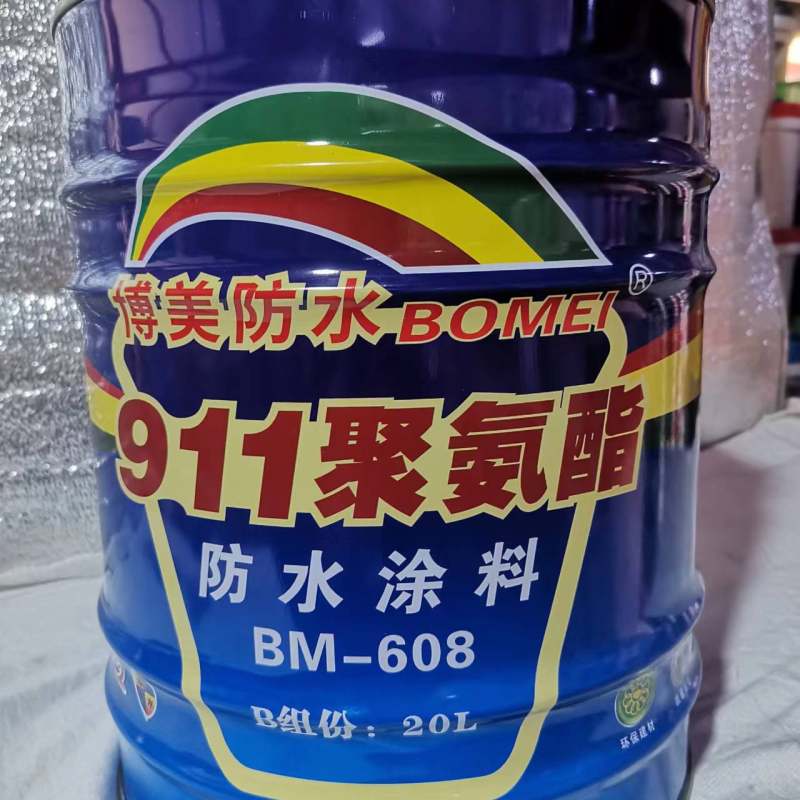 博美防水 BOMEI ®
911聚氨酯
防水涂料
BM-608
B组份：20L
环保建材